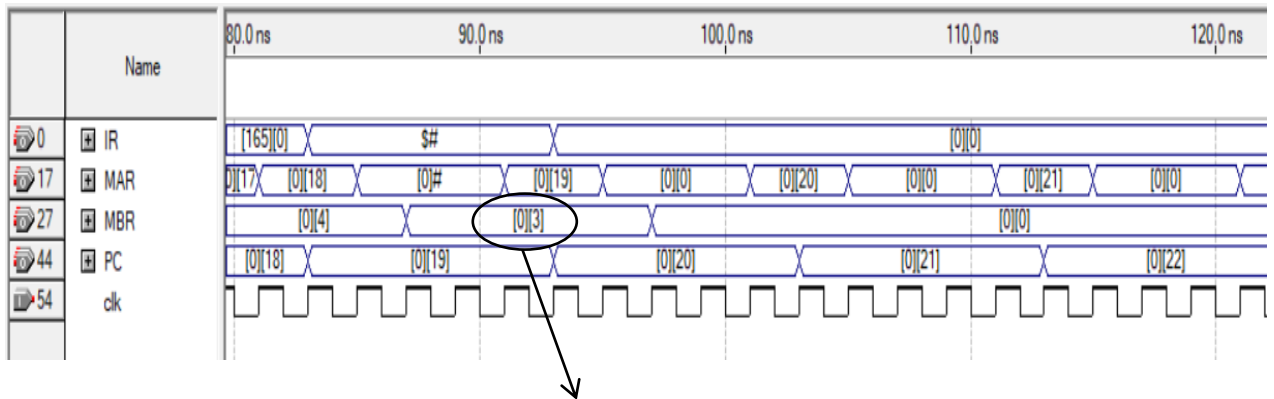 Name
80.0 ns 90.0 ns 100.0 ns 110.0 ns 120.0 ns
0 IR [165][0] $# [0][0]
17 MAR 0][17 [0][18] [0]# [0][19] [0][0] [0][20] [0][0] [0][21] [0][0]
27 MBR [0][4] [0][3] [0][0]
44 PC [0][18] [0][19] [0][20] [0][21] [0][22]
54 clk